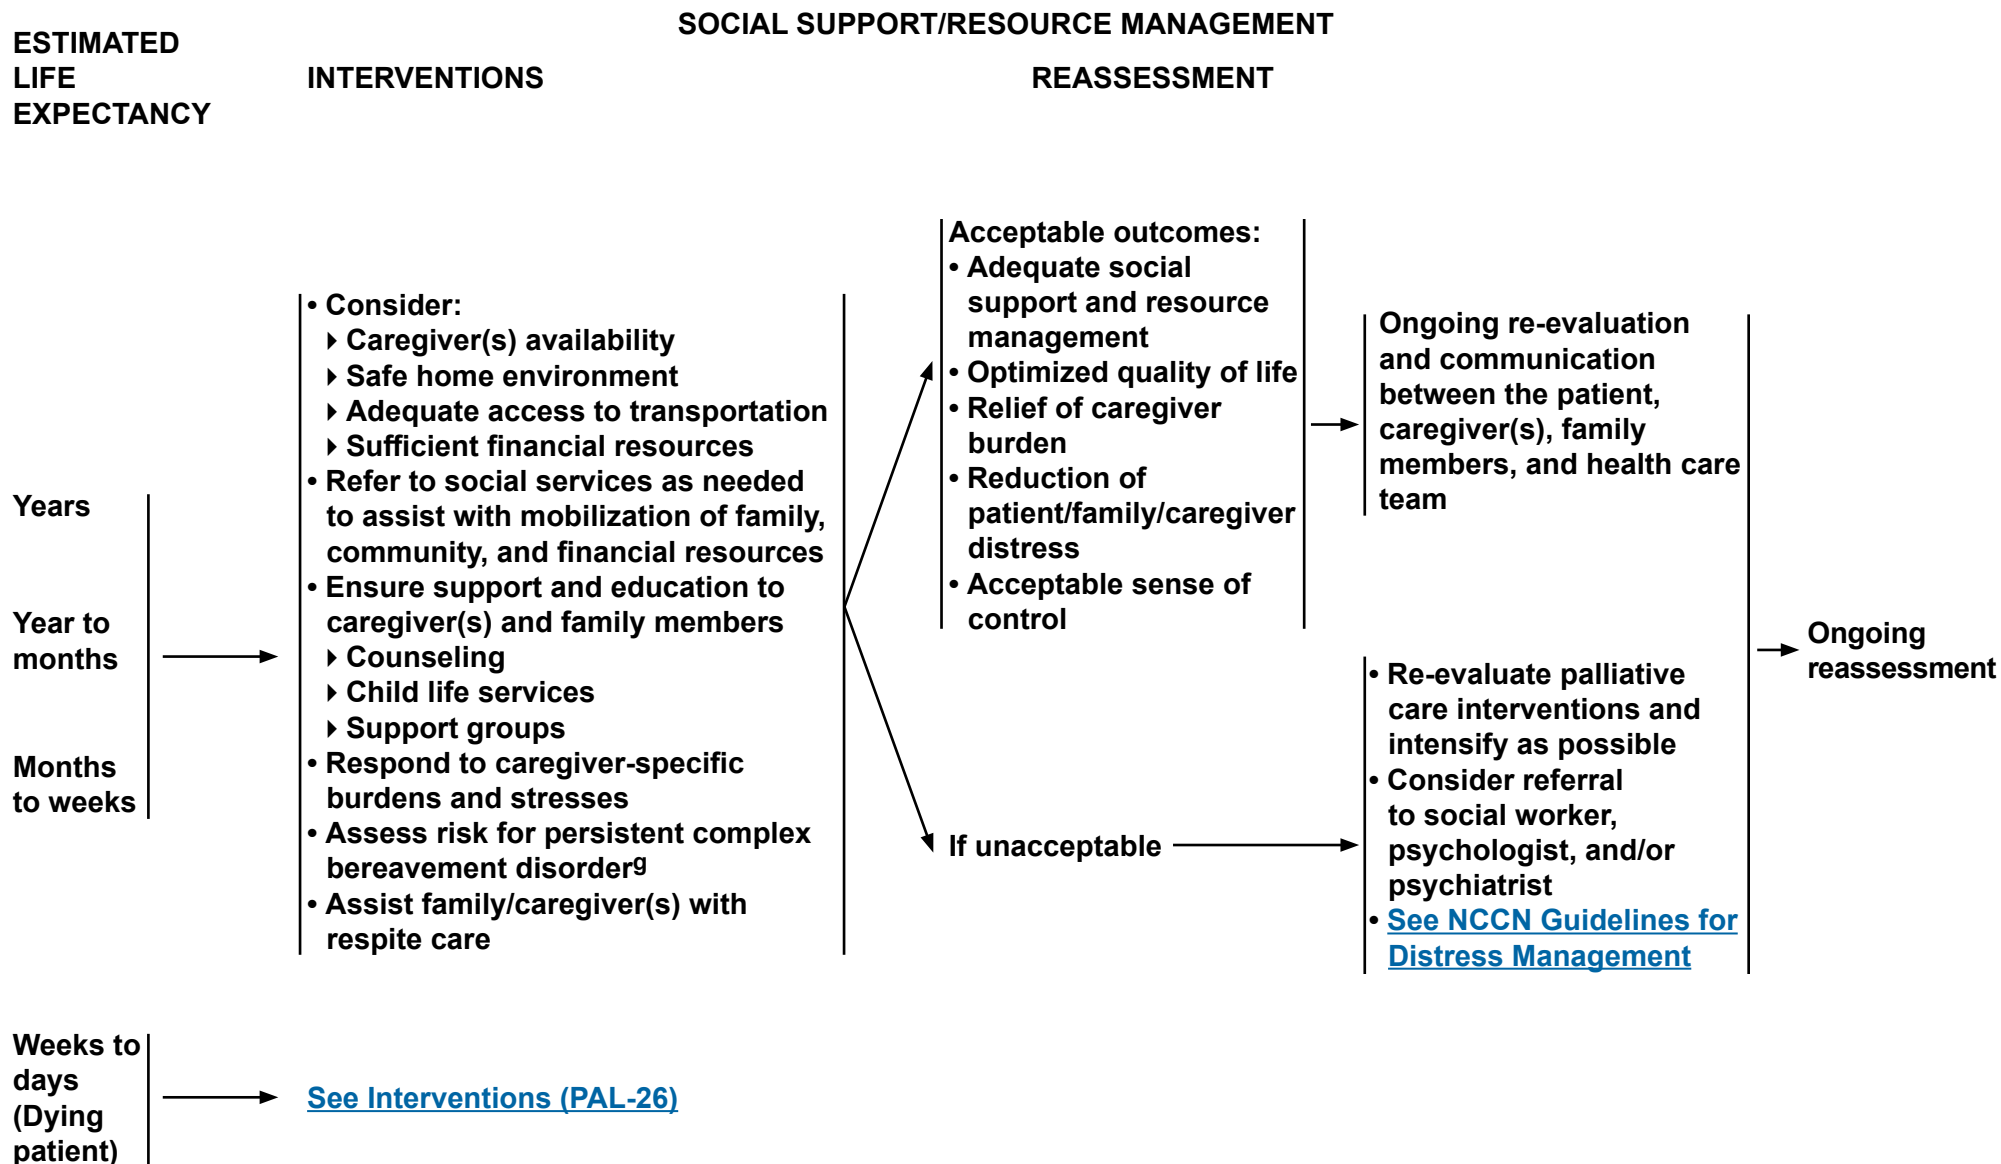 SOCIAL SUPPORT/RESOURCE MANAGEMENT
ESTIMATED
LIFE
EXPECTANCY
INTERVENTIONS
REASSESSMENT
Years
Year to
months
Months
to weeks
• Consider:
‣ Caregiver(s) availability
‣ Safe home environment
‣ Adequate access to transportation
‣ Sufficient financial resources
• Refer to social services as needed
to assist with mobilization of family,
community, and financial resources
• Ensure support and education to
caregiver(s) and family members
‣ Counseling
‣ Child life services
‣ Support groups
• Respond to caregiver-specific
burdens and stresses
• Assess risk for persistent complex
bereavement disorderᵍ
• Assist family/caregiver(s) with
respite care
Acceptable outcomes:
• Adequate social
support and resource
management
• Optimized quality of life
• Relief of caregiver
burden
• Reduction of
patient/family/caregiver
distress
• Acceptable sense of
control
Ongoing re-evaluation
and communication
between the patient,
caregiver(s), family
members, and health care
team
If unacceptable
• Re-evaluate palliative
care interventions and
intensify as possible
• Consider referral
to social worker,
psychologist, and/or
psychiatrist
• See NCCN Guidelines for
Distress Management
Ongoing
reassessment
Weeks to
days
(Dying
patient)
See Interventions (PAL-26)